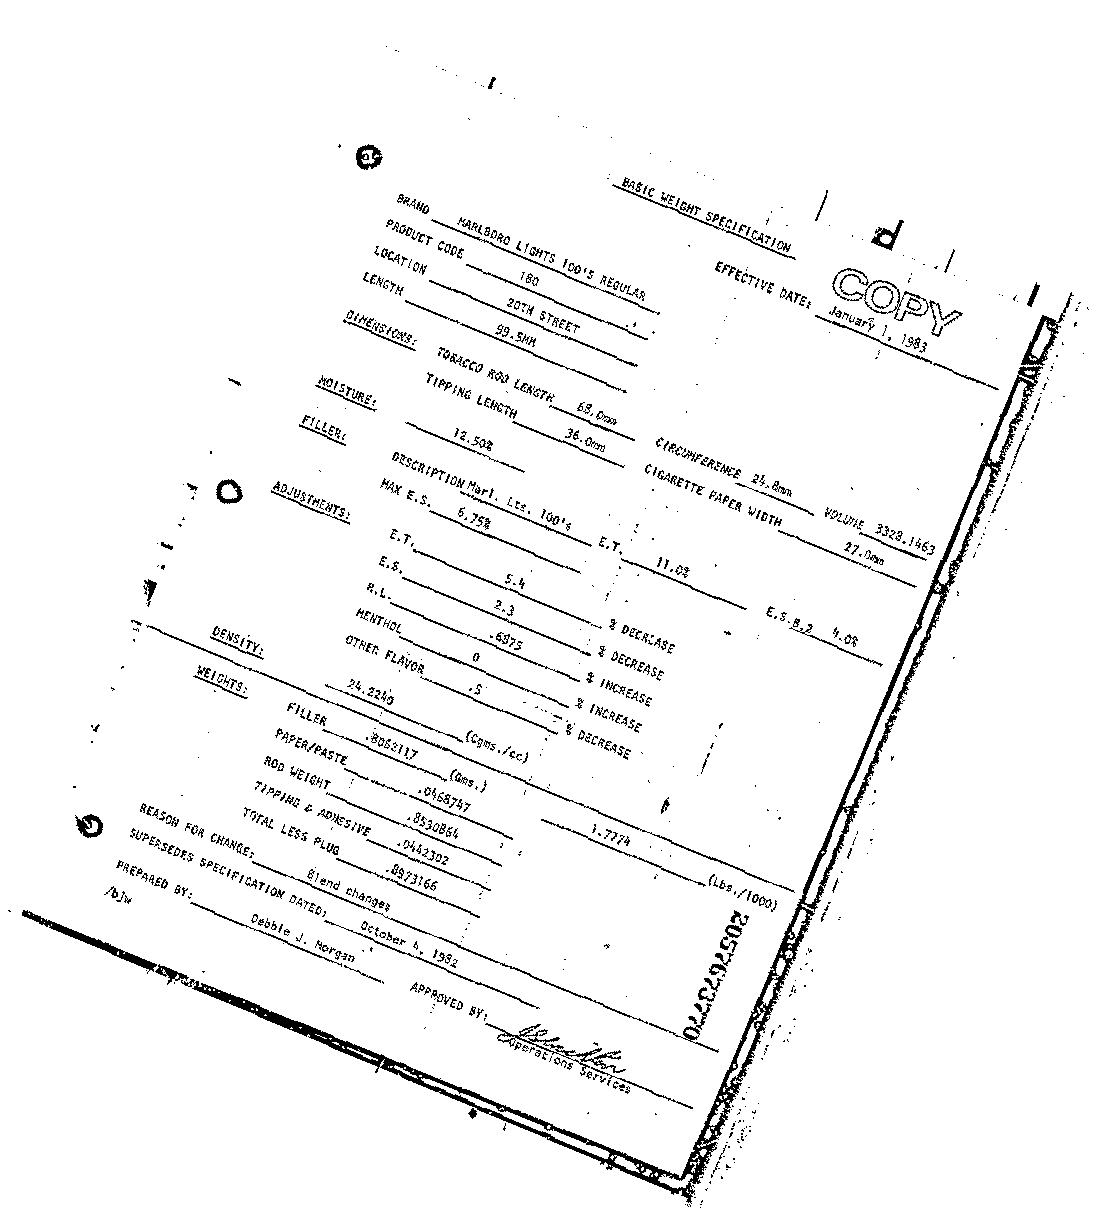 BASIC WEIGHT SPECIFICATION
COPY
BRAND MARLBORO LIGHTS 100'S REGULAR EFFECTIVE DATE: January 1, 1983
PRODUCT CODE 180
LOCATION 20TH STREET
LENGTH 99.5MM
DIMENSIONS: TOBACCO ROD LENGTH 68.0mm CIRCUMFERENCE 24.8mm VOLUME 3328.1463
TIPPING LENGTH 36.0mm CIGARETTE PAPER WIDTH 27.0mm
MOISTURE: 12.50%
FILLER: DESCRIPTION Marl. Lts. 100's E.T. 11.0% E.S.B.2 4.0%
MAX E.S. 6.75%
ADJUSTMENTS: E.T. 5.4 % DECREASE
E.S. 2.3 % DECREASE
R.L. .6875 % INCREASE
MENTHOL 0 % INCREASE
OTHER FLAVOR .5 % DECREASE
DENSITY: 24.2240 (Cgms./cc)
WEIGHTS: FILLER .8062117 (Gms.) 1.7774 (Lbs./1000)
PAPER/PASTE .0468747
ROD WEIGHT .8530864
TIPPING & ADHESIVE .0442302
TOTAL LESS PLUG .8973166
REASON FOR CHANGE: Blend changes
SUPERSEDES SPECIFICATION DATED: October 4, 1982
PREPARED BY: Debbie J. Morgan APPROVED BY:
Operations Services
/bjw
2057673770